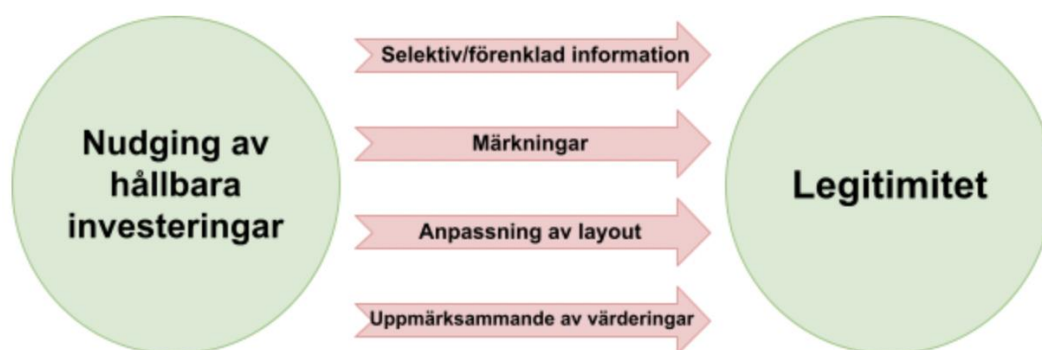 Nudging av
hållbara
investeringar
Selektiv/förenklad information
Märkningar
Anpassning av layout
Uppmärksammande av värderingar
Legitimitet